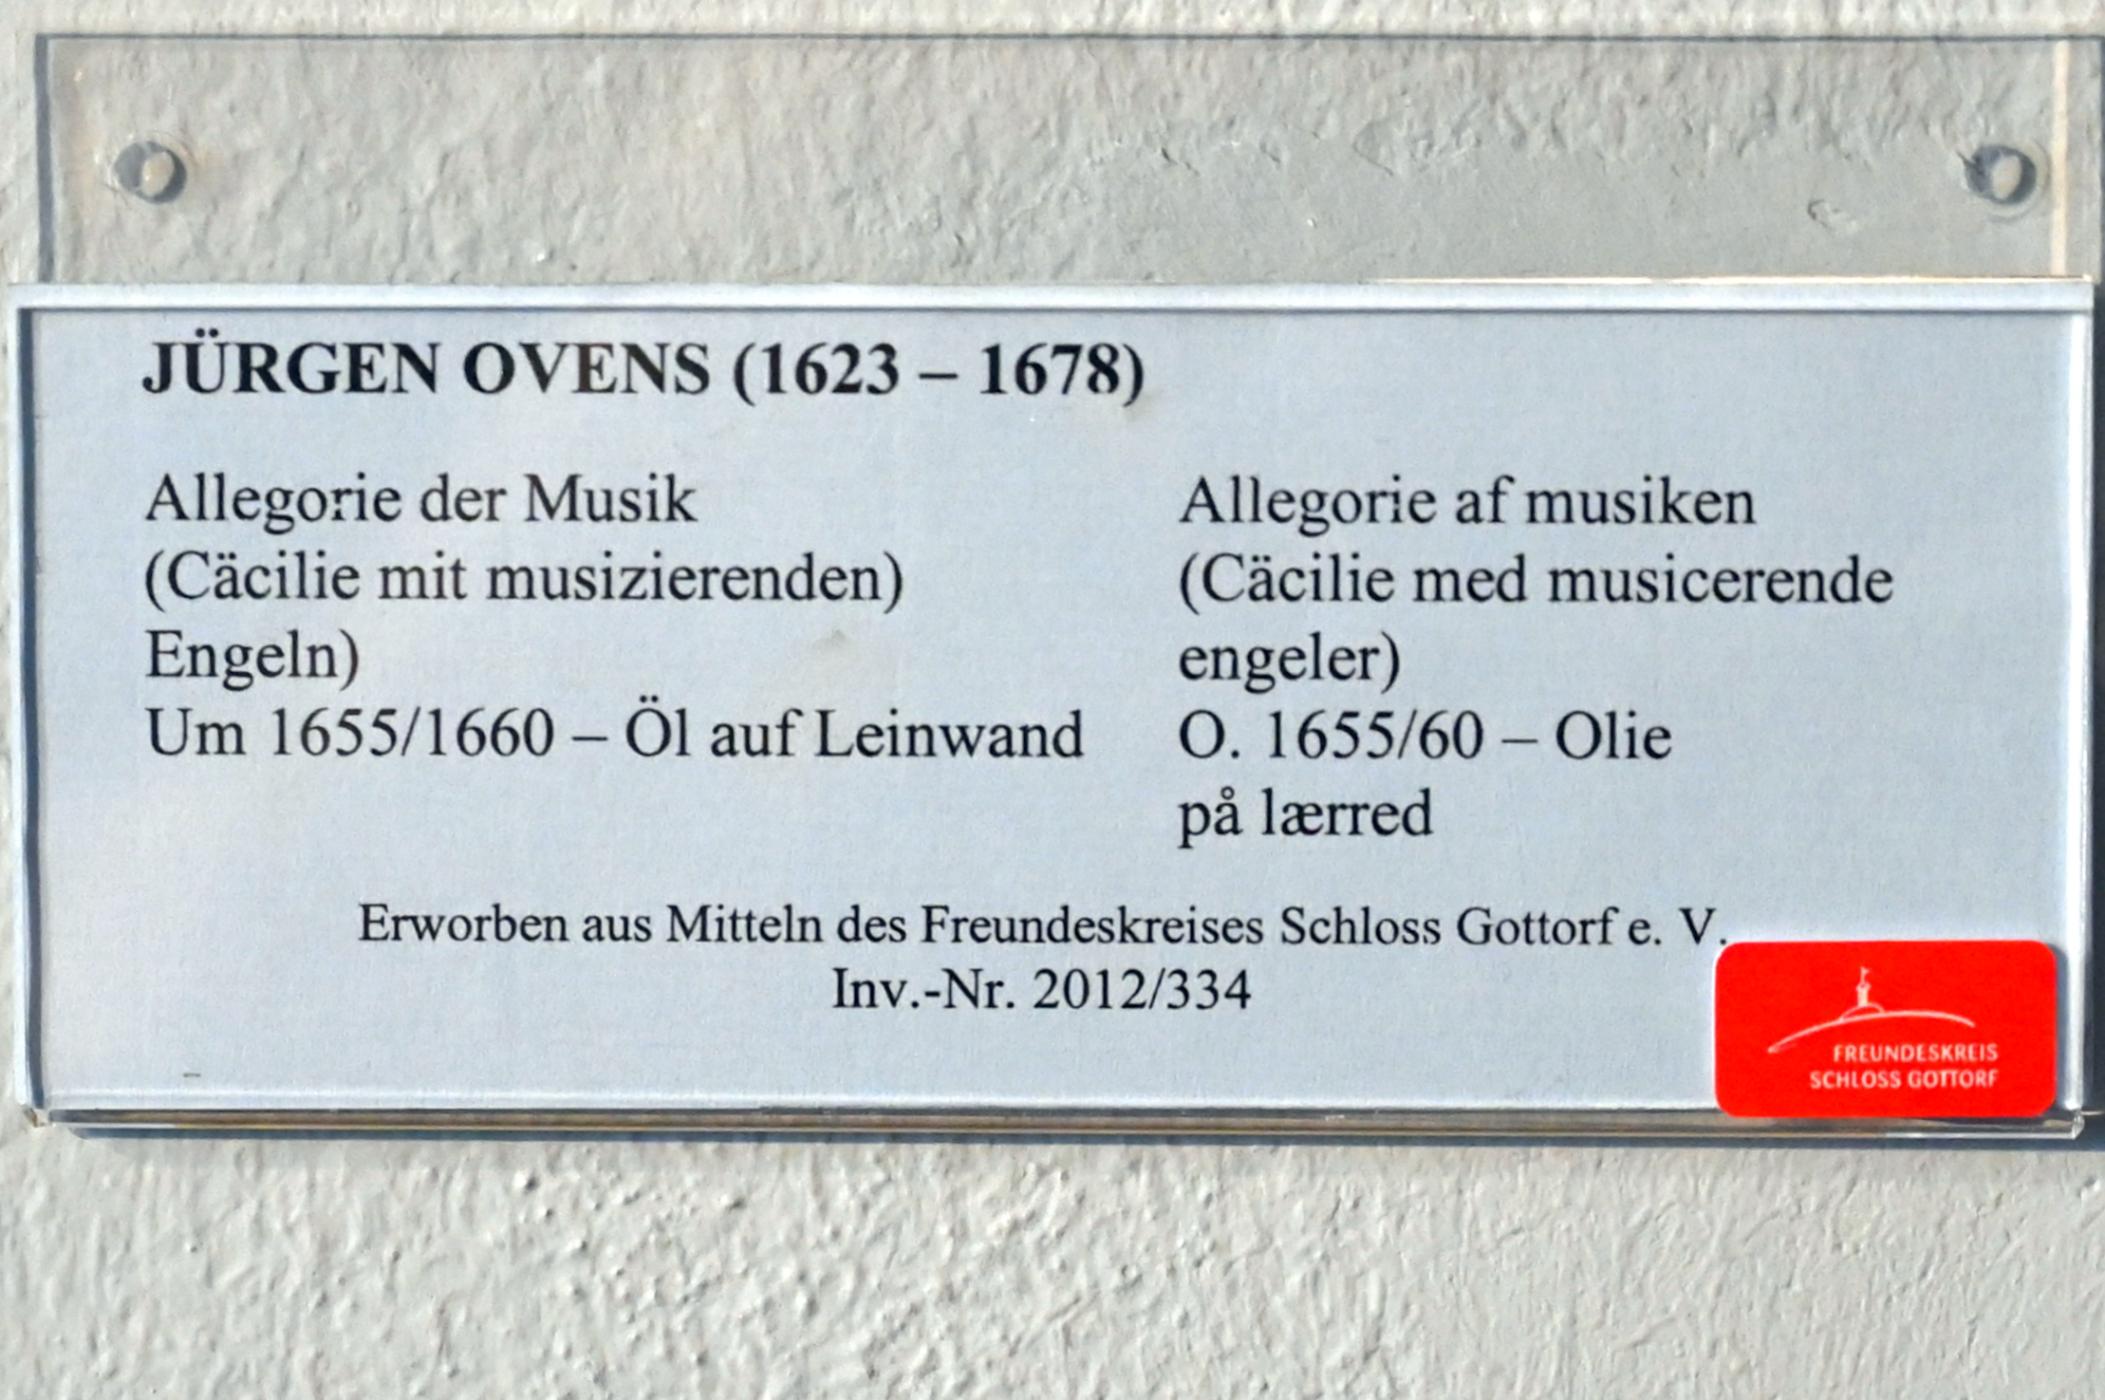 JÜRGEN OVENS (1623 – 1678)
Allegorie der Musik
(Cäcilie mit musizierenden)
Engeln)
Um 1655/1660 – Öl auf Leinwand
Allegorie af musiken
(Cäcilie med musicerende
engeler)
O. 1655/60 – Olie
på lærred
Erworben aus Mitteln des Freundeskreises Schloss Gottorf e. V.
Inv.-Nr. 2012/334
FREUNDESKREIS
SCHLOSS GOTTORF